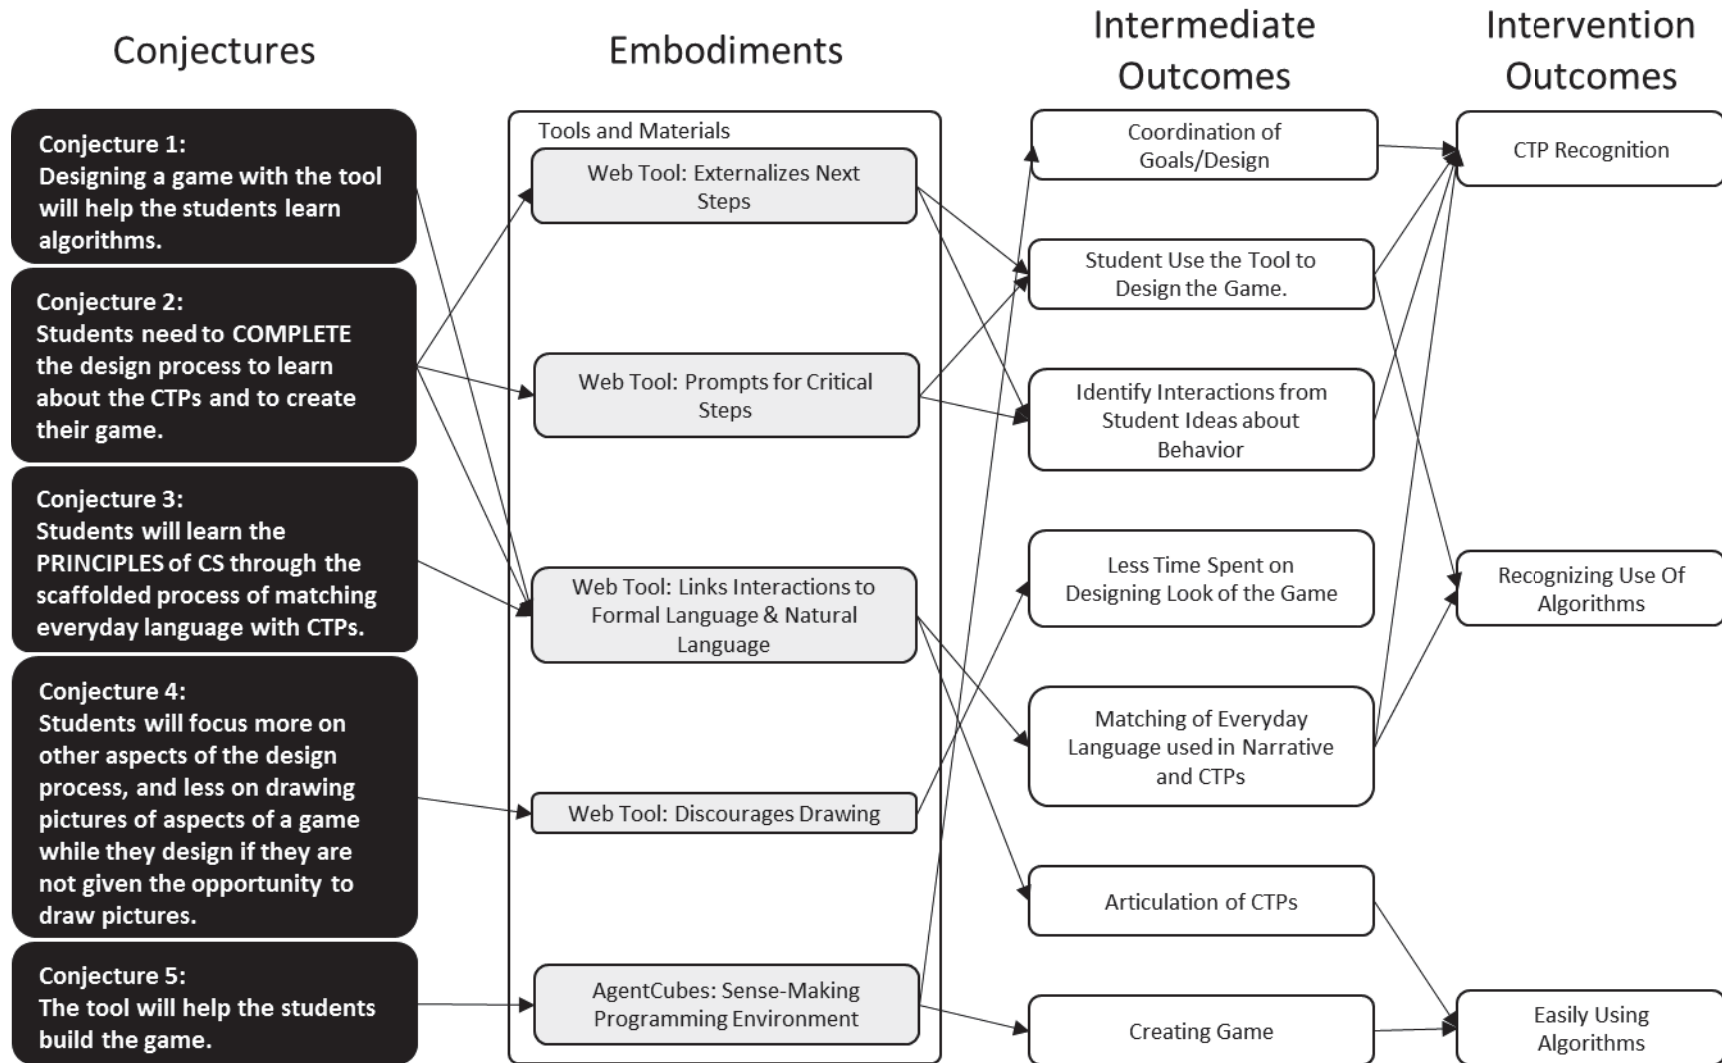 Conjectures
Embodiments
Intermediate
Outcomes
Intervention
Outcomes
Conjecture 1:
Designing a game with the tool
will help the students learn
algorithms.
Conjecture 2:
Students need to COMPLETE
the design process to learn
about the CTPs and to create
their game.
Conjecture 3:
Students will learn the
PRINCIPLES of CS through the
scaffolded process of matching
everyday language with CTPs.
Conjecture 4:
Students will focus more on
other aspects of the design
process, and less on drawing
pictures of aspects of a game
while they design if they are
not given the opportunity to
draw pictures.
Conjecture 5:
The tool will help the students
build the game.
Tools and Materials
Web Tool: Externalizes Next
Steps
Web Tool: Prompts for Critical
Steps
Web Tool: Links Interactions to
Formal Language & Natural
Language
Web Tool: Discourages Drawing
AgentCubes: Sense-Making
Programming Environment
Coordination of
Goals/Design
Student Use the Tool to
Design the Game.
Identify Interactions from
Student Ideas about
Behavior
Less Time Spent on
Designing Look of the Game
Matching of Everyday
Language used in Narrative
and CTPs
Articulation of CTPs
Creating Game
CTP Recognition
Recognizing Use Of
Algorithms
Easily Using
Algorithms